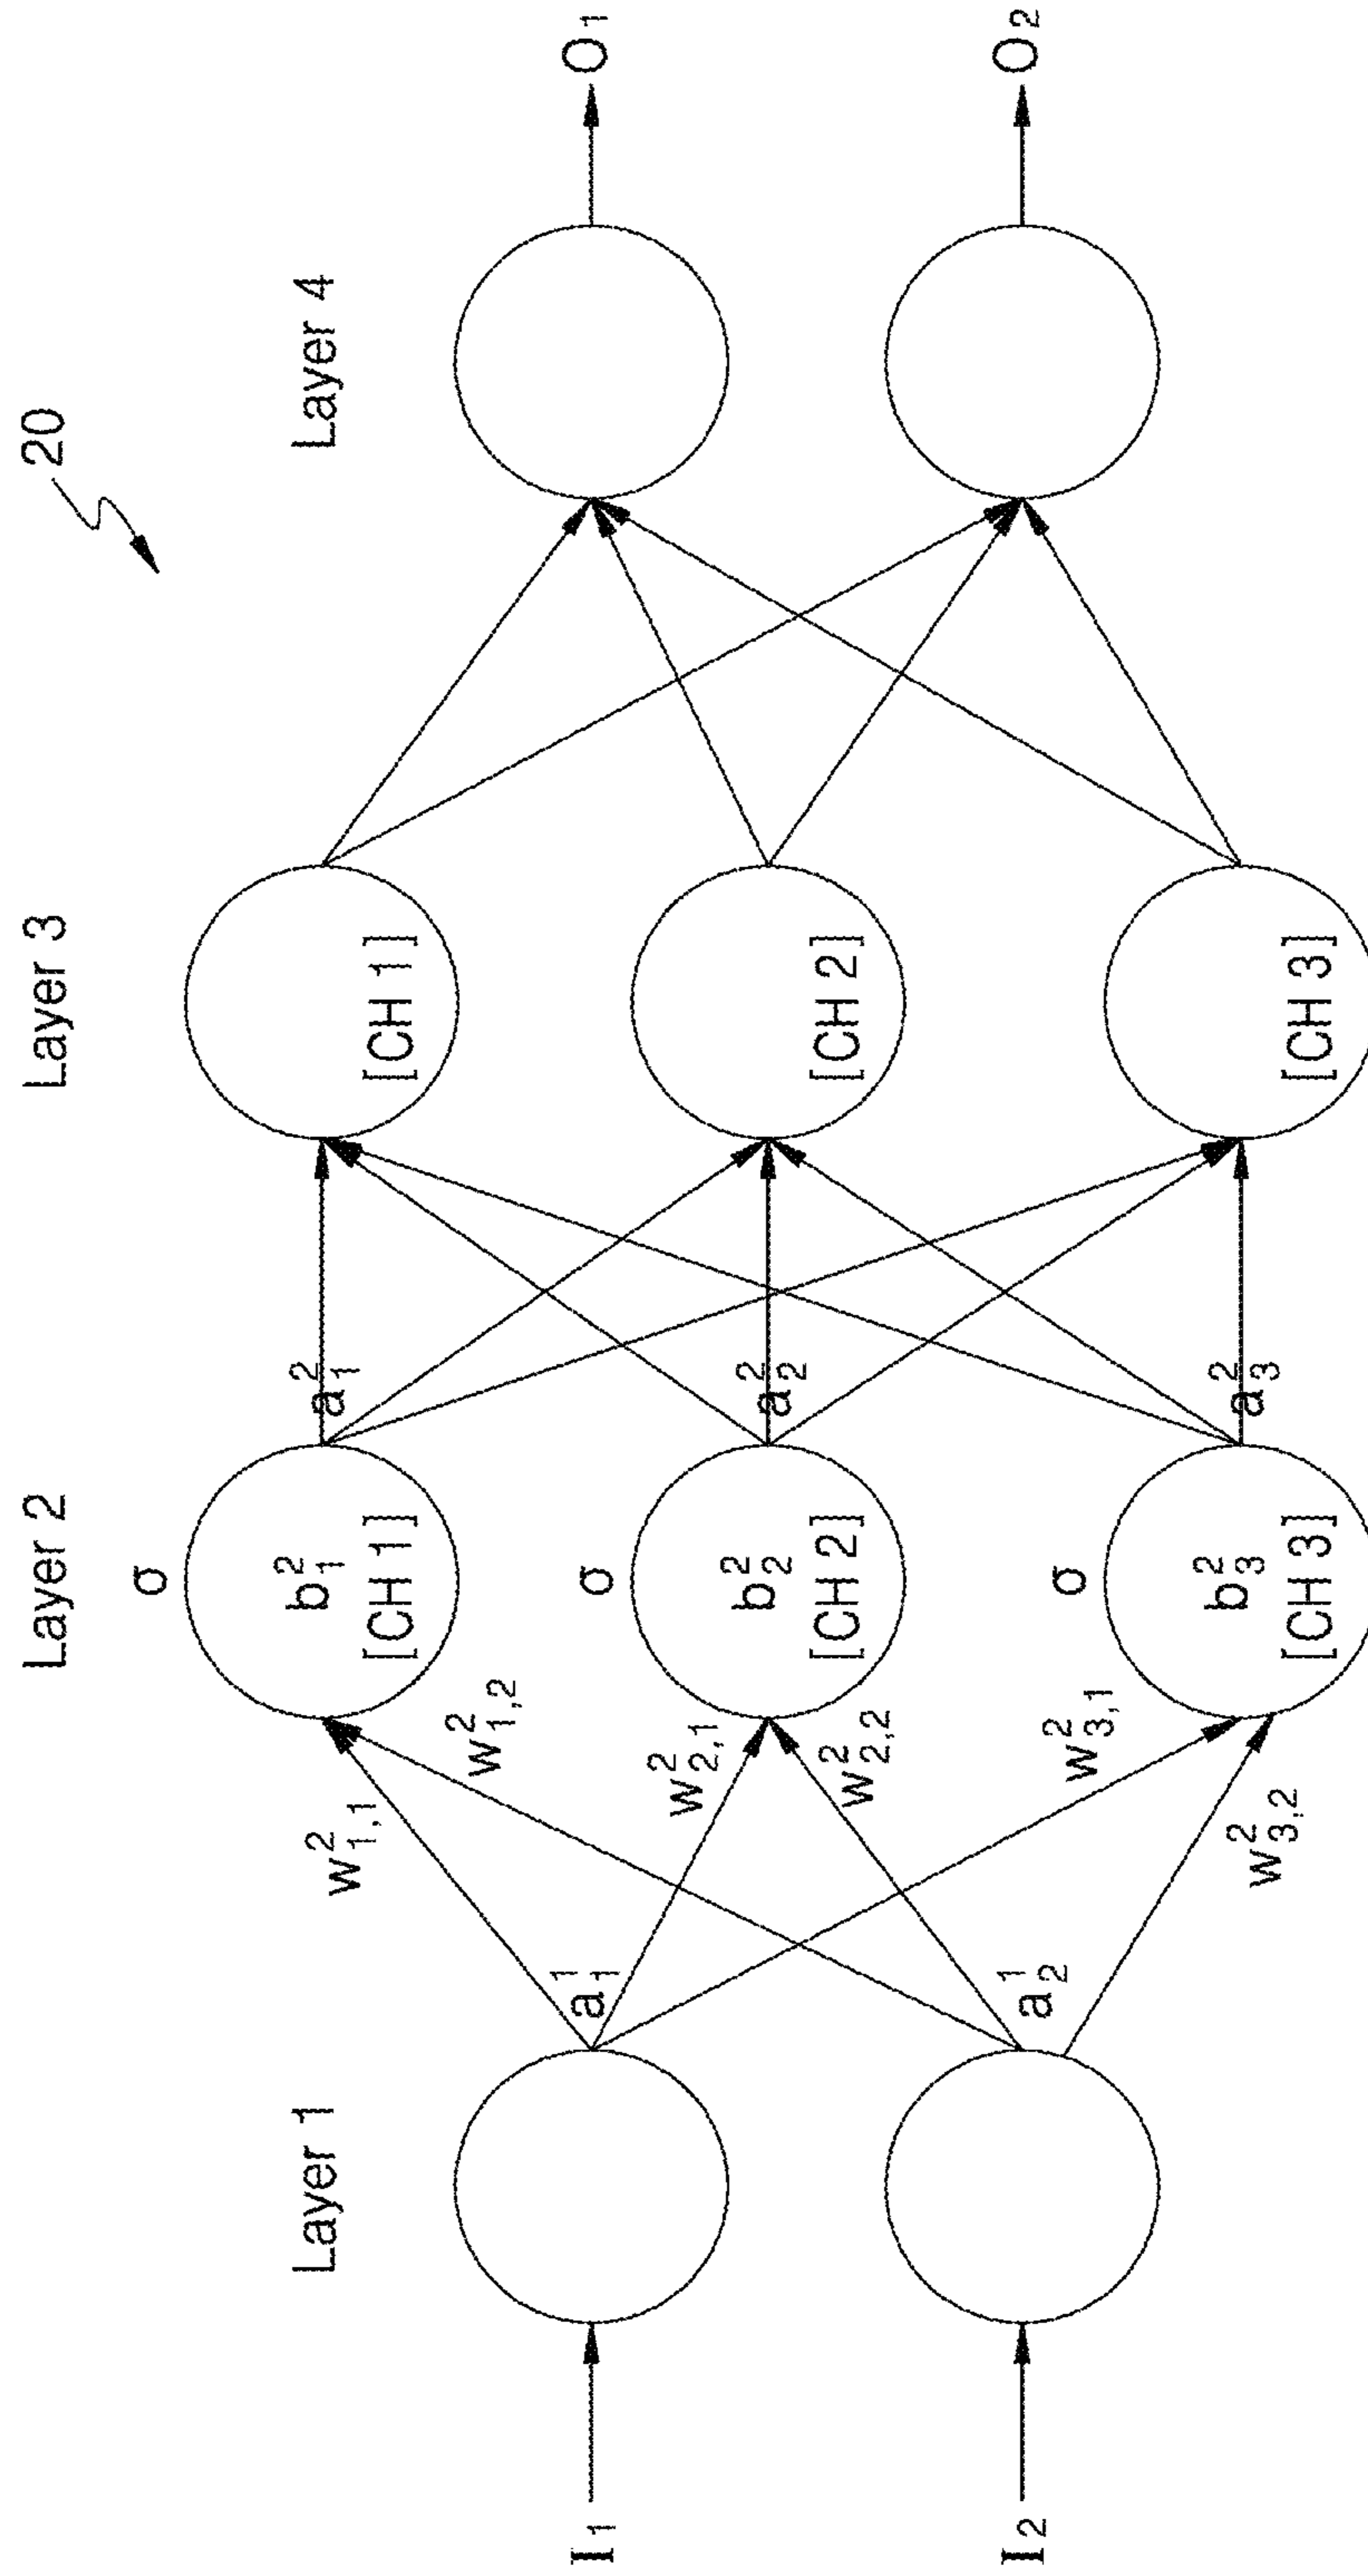 20
Layer 1
Layer 2
Layer 3
Layer 4
I₁
I₂
a¹₁
a¹₂
w²₁,₁
w²₁,₂
w²₂,₁
w²₂,₂
w²₃,₁
w²₃,₂
σ
b²₁
[CH 1]
σ
b²₂
[CH 2]
σ
b²₃
[CH 3]
a²₁
a²₂
a²₃
[CH 1]
[CH 2]
[CH 3]
O₁
O₂